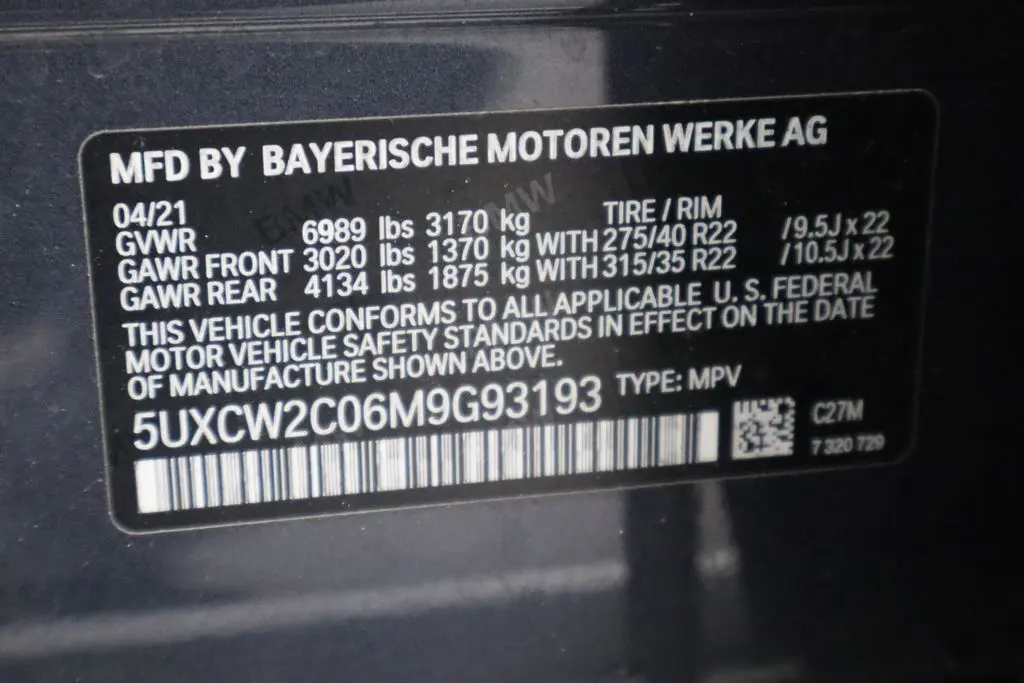 MFD BY BAYERISCHE MOTOREN WERKE AG
04/21 TIRE / RIM
GVWR 6989 lbs 3170 kg
GAWR FRONT 3020 lbs 1370 kg WITH 275/40 R22 /9.5J x 22
GAWR REAR 4134 lbs 1875 kg WITH 315/35 R22 /10.5J x 22
THIS VEHICLE CONFORMS TO ALL APPLICABLE U. S. FEDERAL
MOTOR VEHICLE SAFETY STANDARDS IN EFFECT ON THE DATE
OF MANUFACTURE SHOWN ABOVE.
5UXCW2C06M9G93193 TYPE: MPV
C27M
7 320 729
BMW